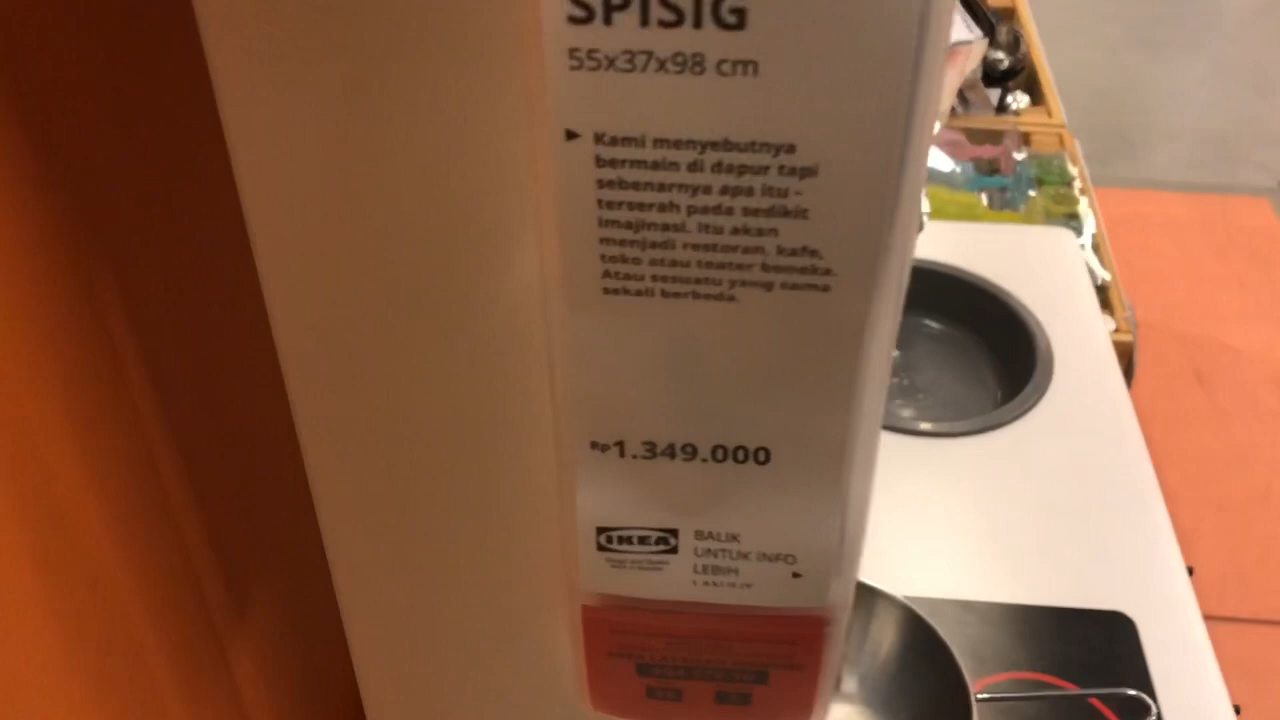 SPISIG
55x37x98 cm
Kami menyebutnya
bermain di dapur tapi
sebenarnya apa itu -
terserah pada sedikit
imajinasi. Itu akan
menjadi restoran, kafe,
toko atau teater boneka.
Atau sesuatu yang sama
sekali berbeda.
Rp1.349.000
IKEA
BALIK
UNTUK INFO
LEBIH
LANJUT